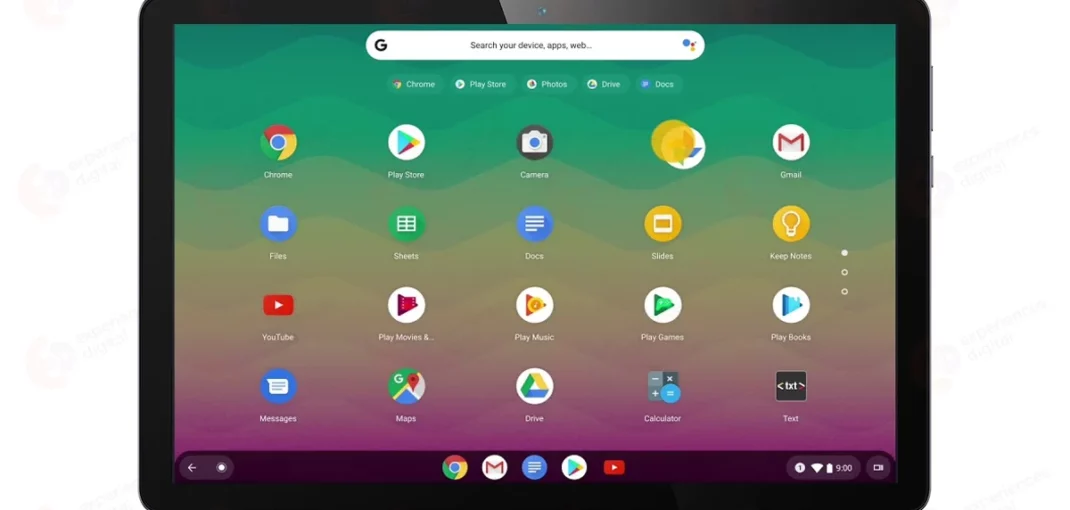 G Search your device, apps, web...
Chrome Play Store Photos Drive Docs
Chrome Play Store Camera Gmail
Files Sheets Docs Slides Keep Notes
YouTube Play Movies &.. Play Music Play Games Play Books
G
Messages Maps Drive Calculator Text
<txt>
1 9:00
experiences
digital